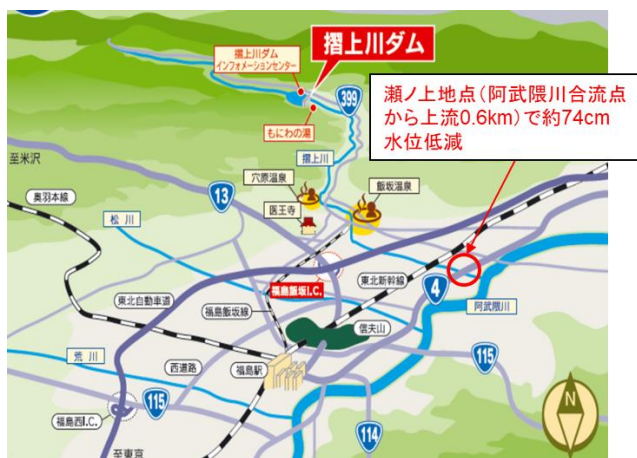 摺上川ダム
インフォメーションセンター
摺上川ダム
399
もにわの湯
瀬ノ上地点(阿武隈川合流点
から上流0.6km)で約74cm
水位低減
摺上川
至米沢
13
穴原温泉
飯坂温泉
奥羽本線
医王寺
松川
福島飯坂I.C.
東北新幹線
4
東北自動車道
阿武隈川
福島飯坂線
信夫山
荒川
西道路
福島駅
115
115
福島西I.C.
114
至東京
N